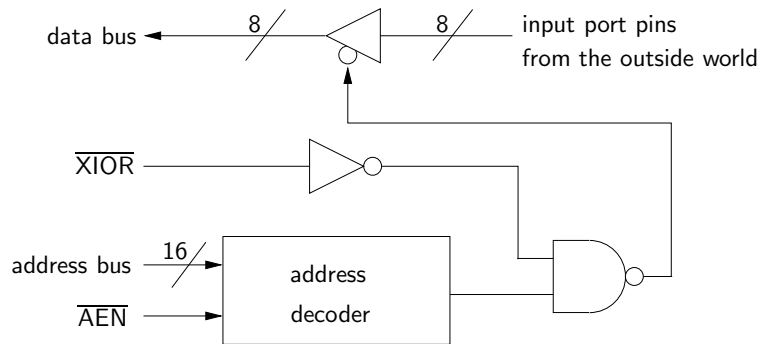 data bus
8
8
input port pins
from the outside world
XIOR
address bus
16
AEN
address
decoder